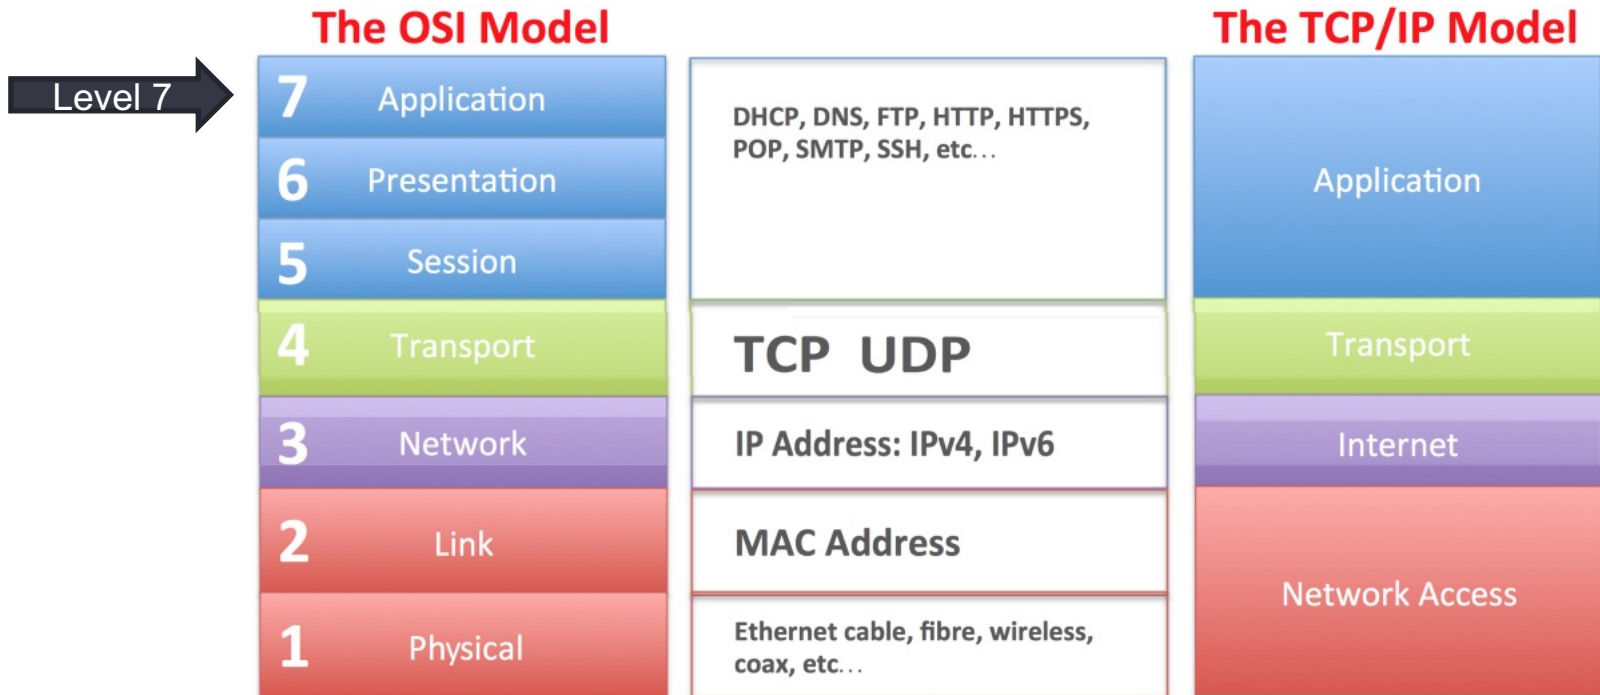 The OSI Model
The TCP/IP Model
Level 7
7 Application
6 Presentation
5 Session
4 Transport
3 Network
2 Link
1 Physical
DHCP, DNS, FTP, HTTP, HTTPS,
POP, SMTP, SSH, etc...
TCP UDP
IP Address: IPv4, IPv6
MAC Address
Ethernet cable, fibre, wireless,
coax, etc...
Application
Transport
Internet
Network Access